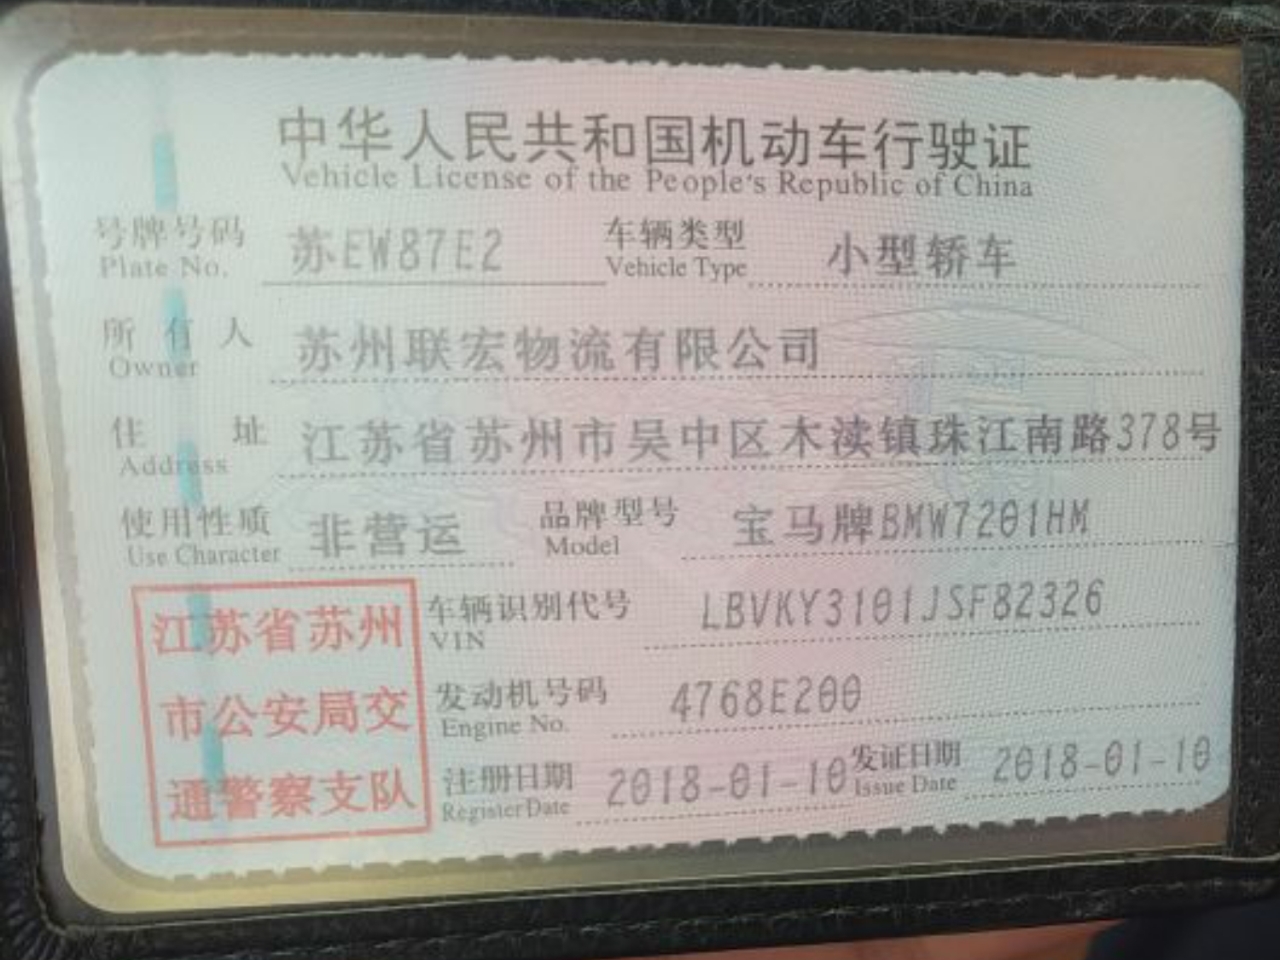 中华人民共和国机动车行驶证
Vehicle License of the People's Republic of China
号牌号码 苏EW87E2 车辆类型 小型轿车
Plate No. Vehicle Type
所有人 苏州联宏物流有限公司
Owner
住址 江苏省苏州市吴中区木渎镇珠江南路378号
Address
使用性质 非营运 品牌型号 宝马牌BMW7201HM
Use Character Model
江苏省苏州
市公安局交
通警察支队
车辆识别代号 LBVKY3101JSF82326
VIN
发动机号码 4768E200
Engine No.
注册日期 2018-01-10 发证日期 2018-01-10
Register Date Issue Date